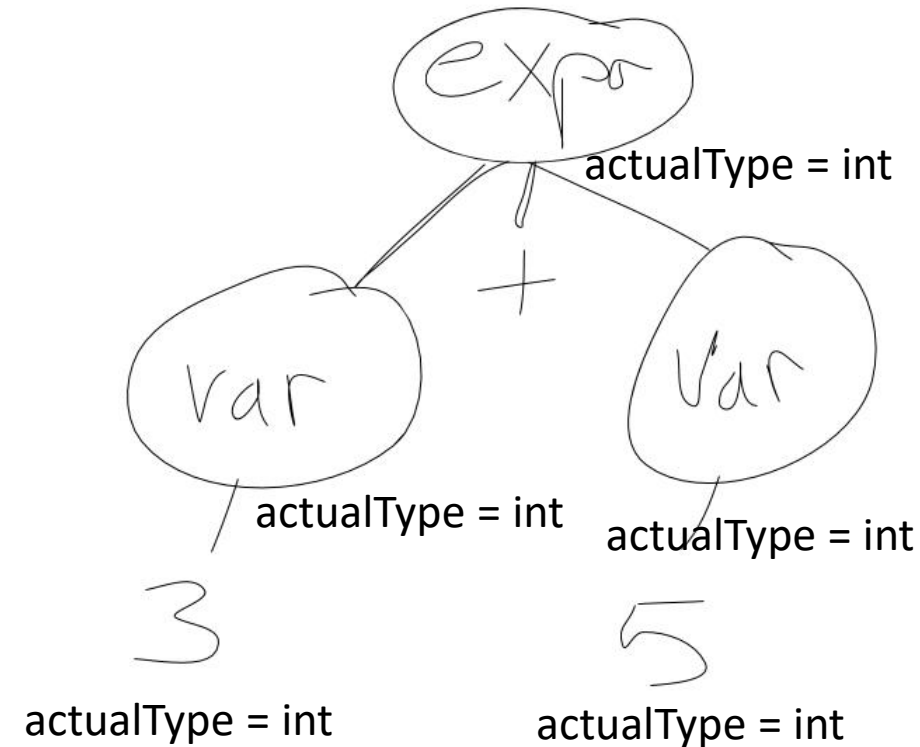 expr
actualType = int
+
var
var
actualType = int
actualType = int
3
5
actualType = int
actualType = int